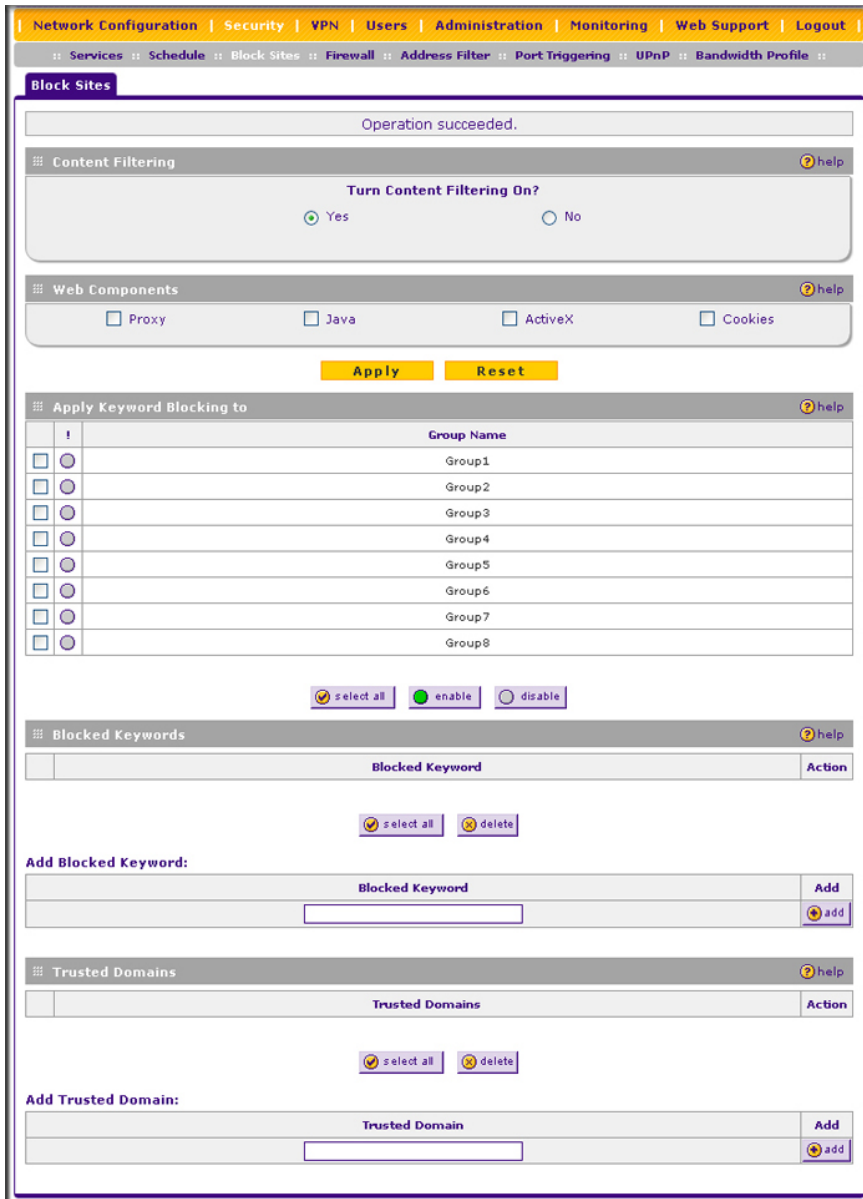 | Network Configuration | Security | VPN | Users | Administration | Monitoring | Web Support | Logout |
:: Services :: Schedule :: Block Sites :: Firewall :: Address Filter :: Port Triggering :: UPnP :: Bandwidth Profile ::
Block Sites
Operation succeeded.
Content Filtering ? help
Turn Content Filtering On?
Yes No
Web Components ? help
Proxy Java ActiveX Cookies
Apply Reset
Apply Keyword Blocking to ? help
! Group Name
Group1
Group2
Group3
Group4
Group5
Group6
Group7
Group8
select all enable disable
Blocked Keywords ? help
Blocked Keyword Action
select all delete
Add Blocked Keyword:
Blocked Keyword Add
add
Trusted Domains ? help
Trusted Domains Action
select all delete
Add Trusted Domain:
Trusted Domain Add
add